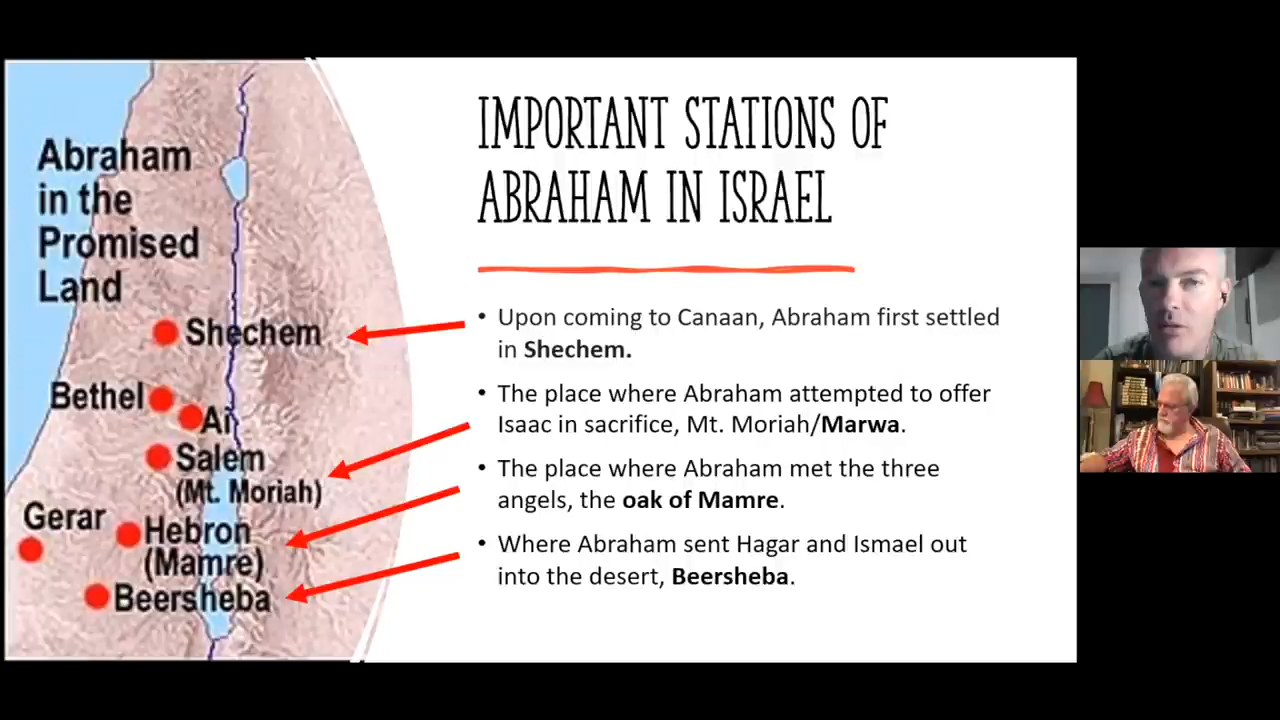 Abraham
in the
Promised
Land
Shechem
Bethel
Ai
Salem
(Mt. Moriah)
Gerar
Hebron
(Mamre)
Beersheba
IMPORTANT STATIONS OF
ABRAHAM IN ISRAEL
• Upon coming to Canaan, Abraham first settled
in Shechem.
• The place where Abraham attempted to offer
Isaac in sacrifice, Mt. Moriah/Marwa.
• The place where Abraham met the three
angels, the oak of Mamre.
• Where Abraham sent Hagar and Ismael out
into the desert, Beersheba.